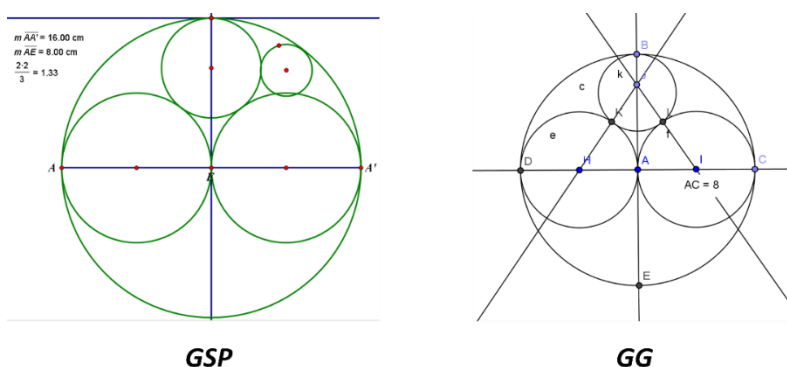 m AA' = 16.00 cm
m AE = 8.00 cm
2·2
3 = 1.33
A
E
A'
GSP
B
k
J
c
K
L
e
f
D
H
A
I
C
AC = 8
E
GG